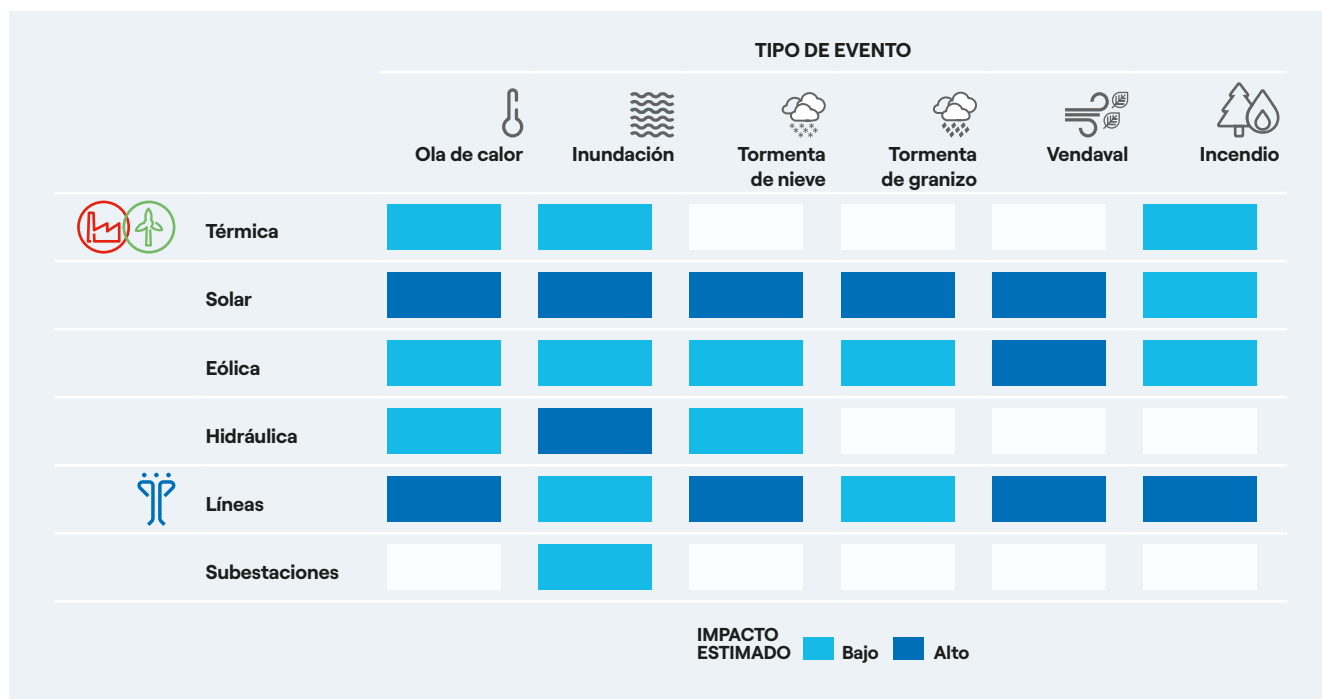 TIPO DE EVENTO
Ola de calor
Inundación
Tormenta
de nieve
Tormenta
de granizo
Vendaval
Incendio
Térmica
Solar
Eólica
Hidráulica
Líneas
Subestaciones
IMPACTO
ESTIMADO
Bajo
Alto